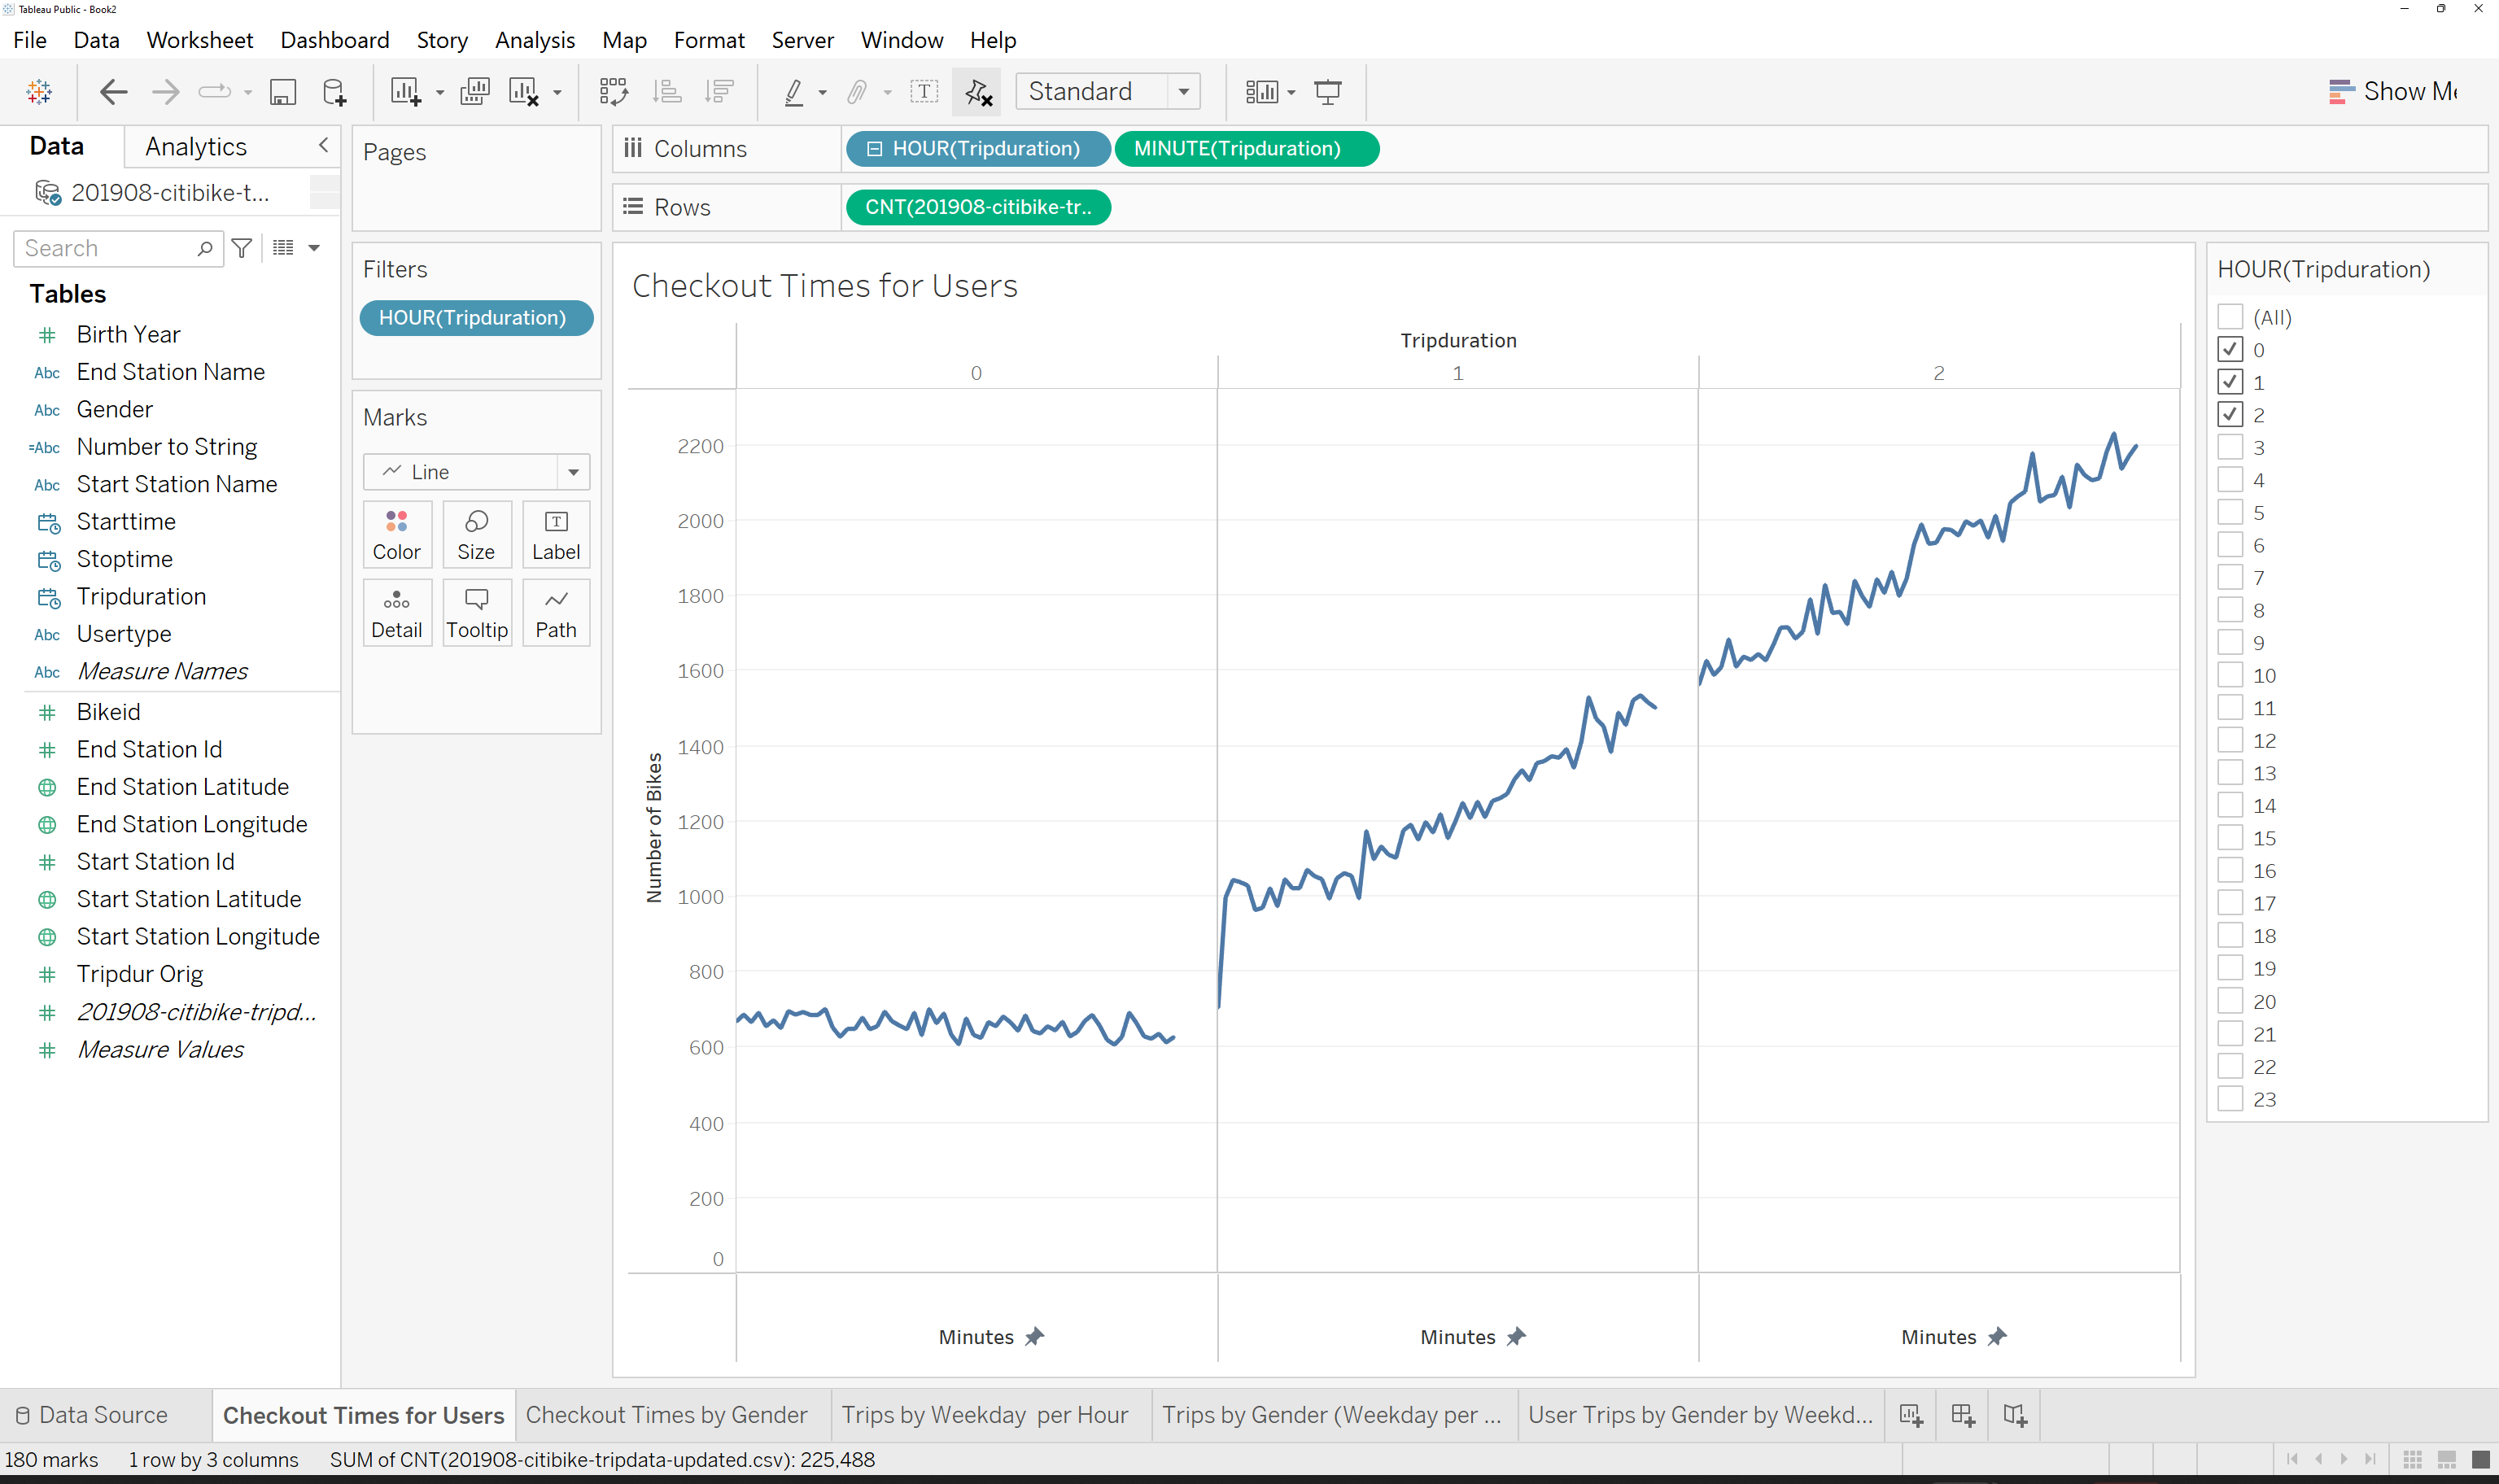 Tableau Public - Book2
File Data Worksheet Dashboard Story Analysis Map Format Server Window Help
Standard
Show Me
Data
Analytics
201908-citibike-t...
Search
Tables
Birth Year
Abc End Station Name
Abc Gender
=Abc Number to String
Abc Start Station Name
Starttime
Stoptime
Tripduration
Abc Usertype
Abc Measure Names
Bikeid
End Station Id
End Station Latitude
End Station Longitude
Start Station Id
Start Station Latitude
Start Station Longitude
Tripdur Orig
201908-citibike-tripd...
Measure Values
Pages
Filters
HOUR(Tripduration)
Marks
Line
Color Size Label
Detail Tooltip Path
Columns HOUR(Tripduration) MINUTE(Tripduration)
Rows CNT(201908-citibike-tr..
Checkout Times for Users
Tripduration
0 1 2
2200
2000
1800
1600
1400
1200
1000
800
600
400
200
0
Number of Bikes
Minutes Minutes Minutes
HOUR(Tripduration)
(All)
0
1
2
3
4
5
6
7
8
9
10
11
12
13
14
15
16
17
18
19
20
21
22
23
Data Source Checkout Times for Users Checkout Times by Gender Trips by Weekday per Hour Trips by Gender (Weekday per ... User Trips by Gender by Weekd...
180 marks 1 row by 3 columns SUM of CNT(201908-citibike-tripdata-updated.csv): 225,488